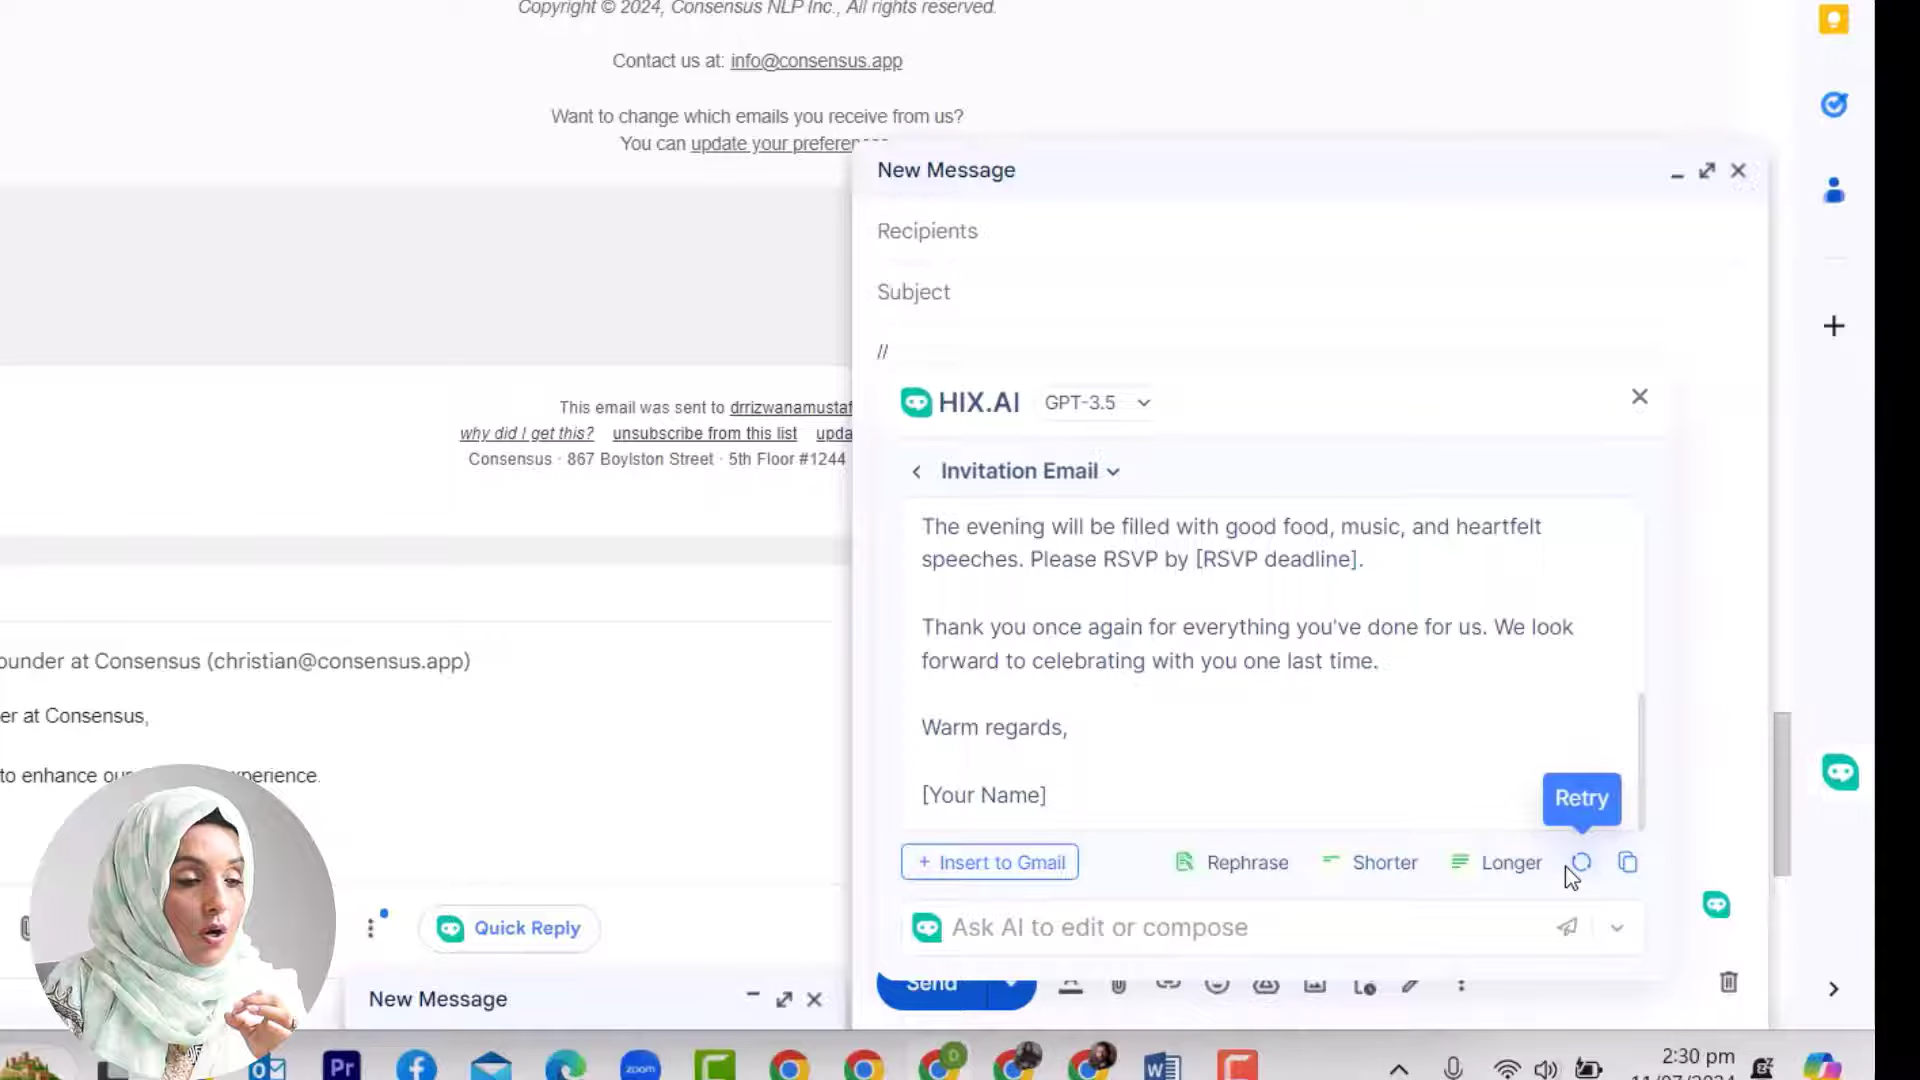 Copyright © 2024, Consensus NLP Inc., All rights reserved.
Contact us at: info@consensus.app
Want to change which emails you receive from us?
You can update your
This email was sent to
why did I get this? unsubscribe from this list
Consensus · 867 Boylston Street · 5th Floor #1244
at Consensus (christian@consensus.app)
at Consensus,
to enhance
Quick Reply
New Message
New Message
Recipients
Subject
//
HIX.AI GPT-3.5
Invitation Email
The evening will be filled with good food, music, and heartfelt
speeches. Please RSVP by [RSVP deadline].
Thank you once again for everything you've done for us. We look
forward to celebrating with you one last time.
Warm regards,
[Your Name]
Retry
+ Insert to Gmail Rephrase Shorter Longer
Ask AI to edit or compose
Send
Pr zoom D W
2:30 pm